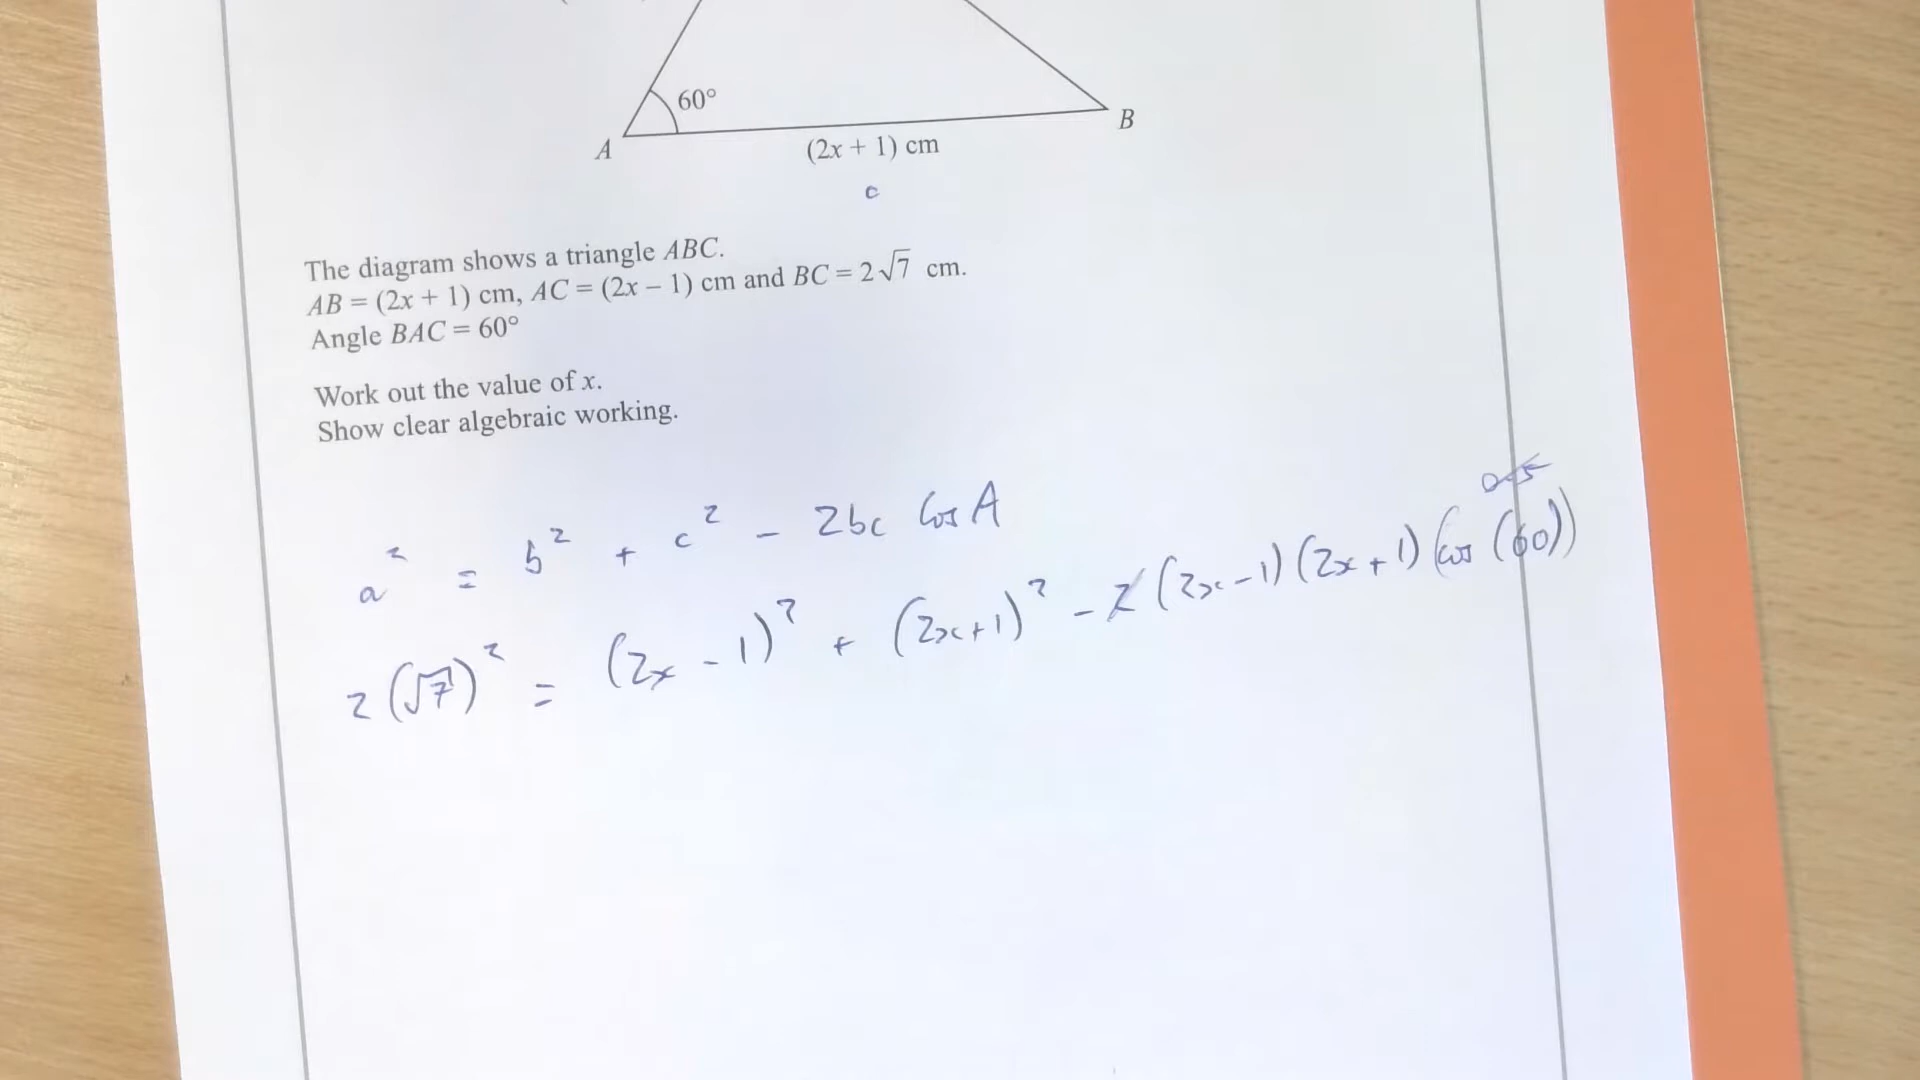 60°
A
B
(2x + 1) cm
c
The diagram shows a triangle ABC.
AB = (2x + 1) cm, AC = (2x – 1) cm and BC = 2√7 cm.
Angle BAC = 60°
Work out the value of x.
Show clear algebraic working.
a² = b² + c² - 2bc Cos A
0.5
2(√7)² = (2x - 1)² + (2x+1)² - 2(2x-1)(2x+1)(cos(60))